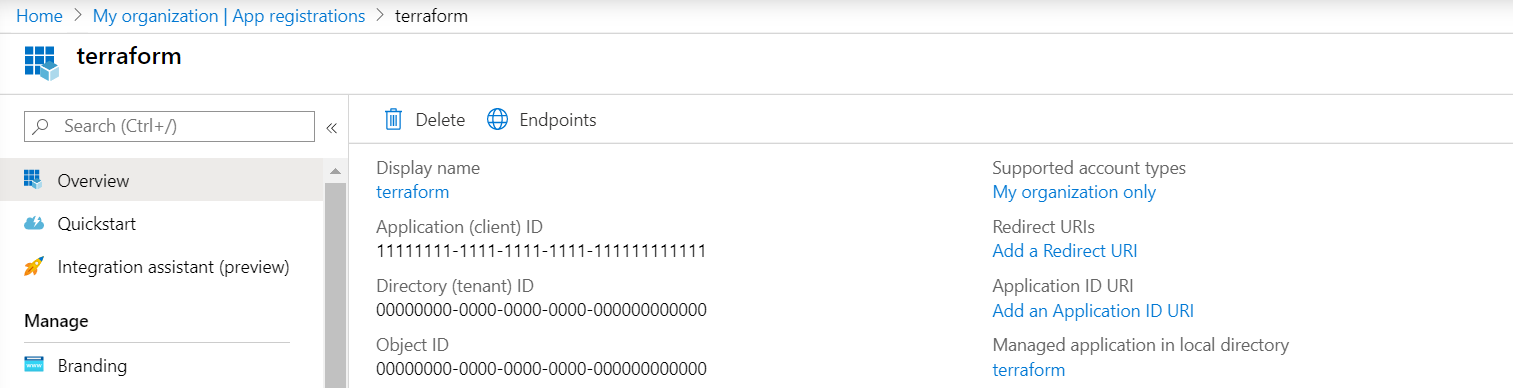 Home > My organization | App registrations > terraform
terraform
Search (Ctrl+/)
«
Overview
Quickstart
Integration assistant (preview)
Manage
Branding
Delete
Endpoints
Display name
terraform
Application (client) ID
11111111-1111-1111-1111-111111111111
Directory (tenant) ID
00000000-0000-0000-0000-000000000000
Object ID
00000000-0000-0000-0000-000000000000
Supported account types
My organization only
Redirect URIs
Add a Redirect URI
Application ID URI
Add an Application ID URI
Managed application in local directory
terraform